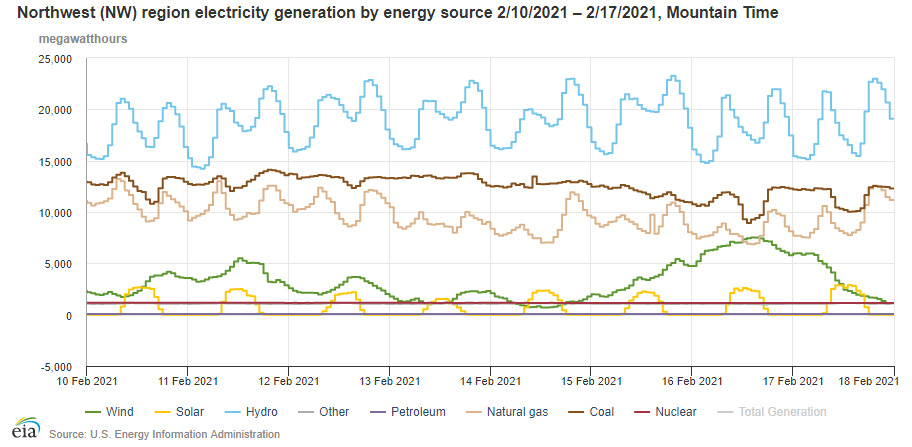 Northwest (NW) region electricity generation by energy source 2/10/2021 – 2/17/2021, Mountain Time
megawatthours
25,000
20,000
15,000
10,000
5,000
0
-5,000
10 Feb 2021 11 Feb 2021 12 Feb 2021 13 Feb 2021 14 Feb 2021 15 Feb 2021 16 Feb 2021 17 Feb 2021 18 Feb 2021
Wind Solar Hydro Other Petroleum Natural gas Coal Nuclear Total Generation
eia Source: U.S. Energy Information Administration